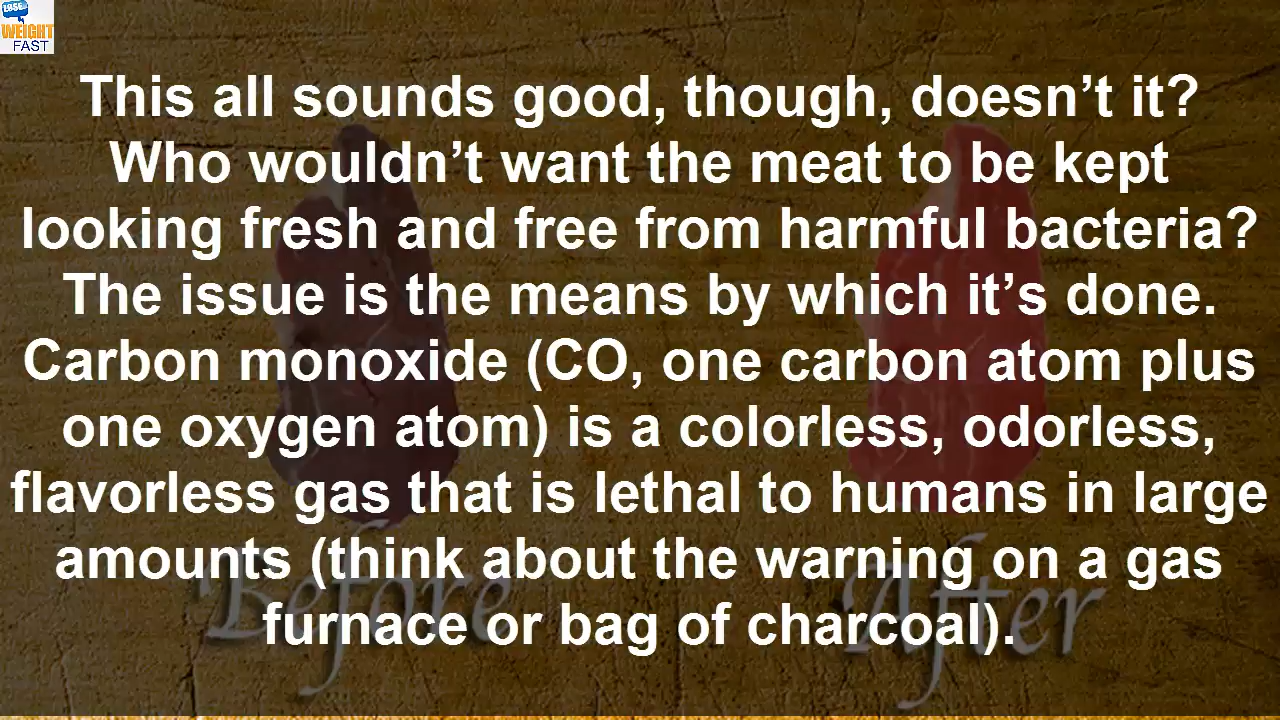 LOSE
WEIGHT
FAST
This all sounds good, though, doesn’t it?
Who wouldn’t want the meat to be kept
looking fresh and free from harmful bacteria?
The issue is the means by which it’s done.
Carbon monoxide (CO, one carbon atom plus
one oxygen atom) is a colorless, odorless,
flavorless gas that is lethal to humans in large
amounts (think about the warning on a gas
furnace or bag of charcoal).
Before After